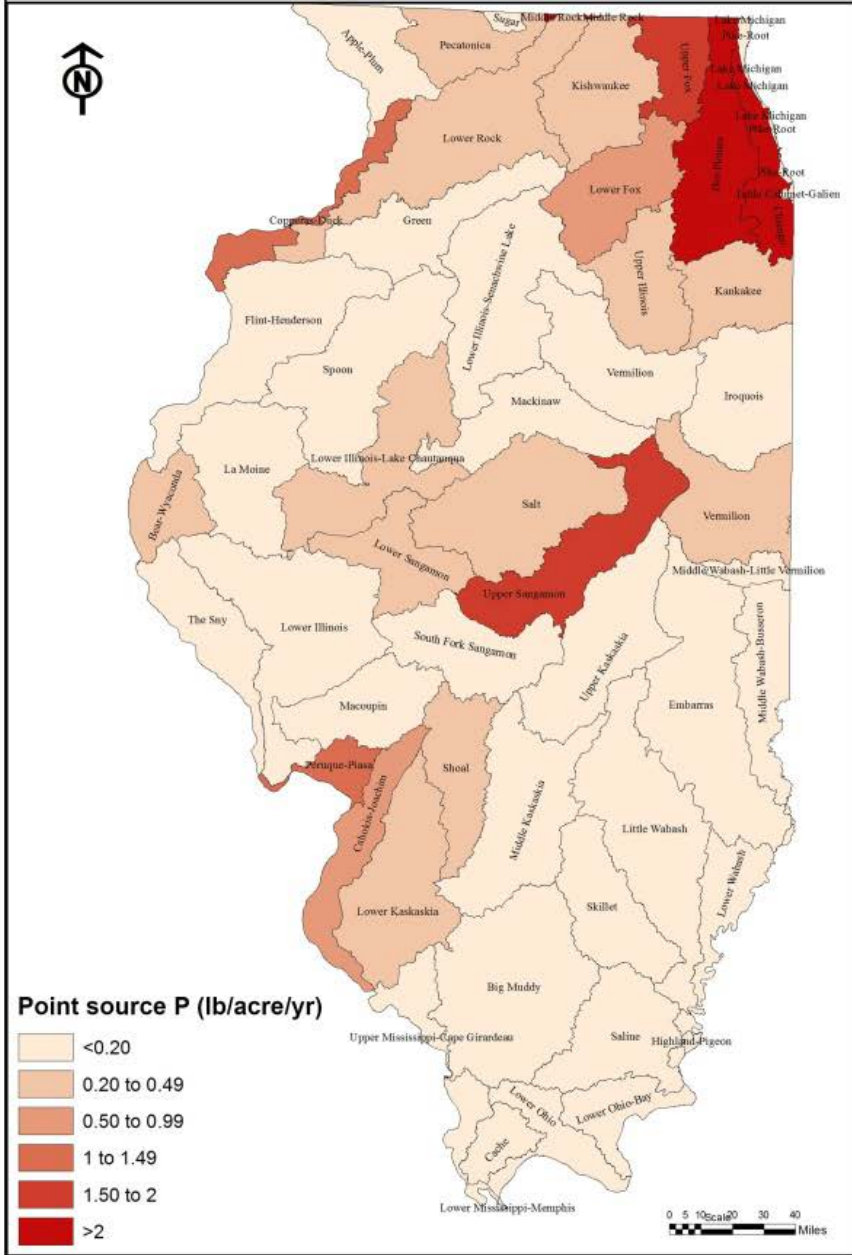 Sugar
Middle Rock
Middle Rock
Lake Michigan
Pike-Root
Apple-Plum
Pecatonica
Upper Fox
Lake Michigan
Kishwaukee
Lake Michigan
Lower Rock
Lake Michigan
Pike-Root
Des Plaines
Pike-Root
Lower Fox
Little Calumet-Galien
Copperas-Duck
Green
Chicago
Lower Illinois-Senachwine Lake
Upper Illinois
Kankakee
Flint-Henderson
Spoon
Vermilion
Iroquois
Mackinaw
Lower Illinois-Lake Chautauqua
La Moine
Bear-Wyaconda
Salt
Vermilion
Lower Sangamon
Middle Wabash-Little Vermilion
Upper Sangamon
The Sny
Lower Illinois
South Fork Sangamon
Upper Kaskaskia
Middle Wabash-Busseron
Embarras
Macoupin
Peruque-Piasa
Shoal
Cahokia-Joachim
Middle Kaskaskia
Little Wabash
Lower Wabash
Skillet
Lower Kaskaskia
Big Muddy
Upper Mississippi-Cape Girardeau
Saline
Highland-Pigeon
Lower Ohio
Lower Ohio-Bay
Cache
Lower Mississippi-Memphis
N
Point source P (lb/acre/yr)
<0.20
0.20 to 0.49
0.50 to 0.99
1 to 1.49
1.50 to 2
>2
Scale
0 5 10 20 30 40
Miles